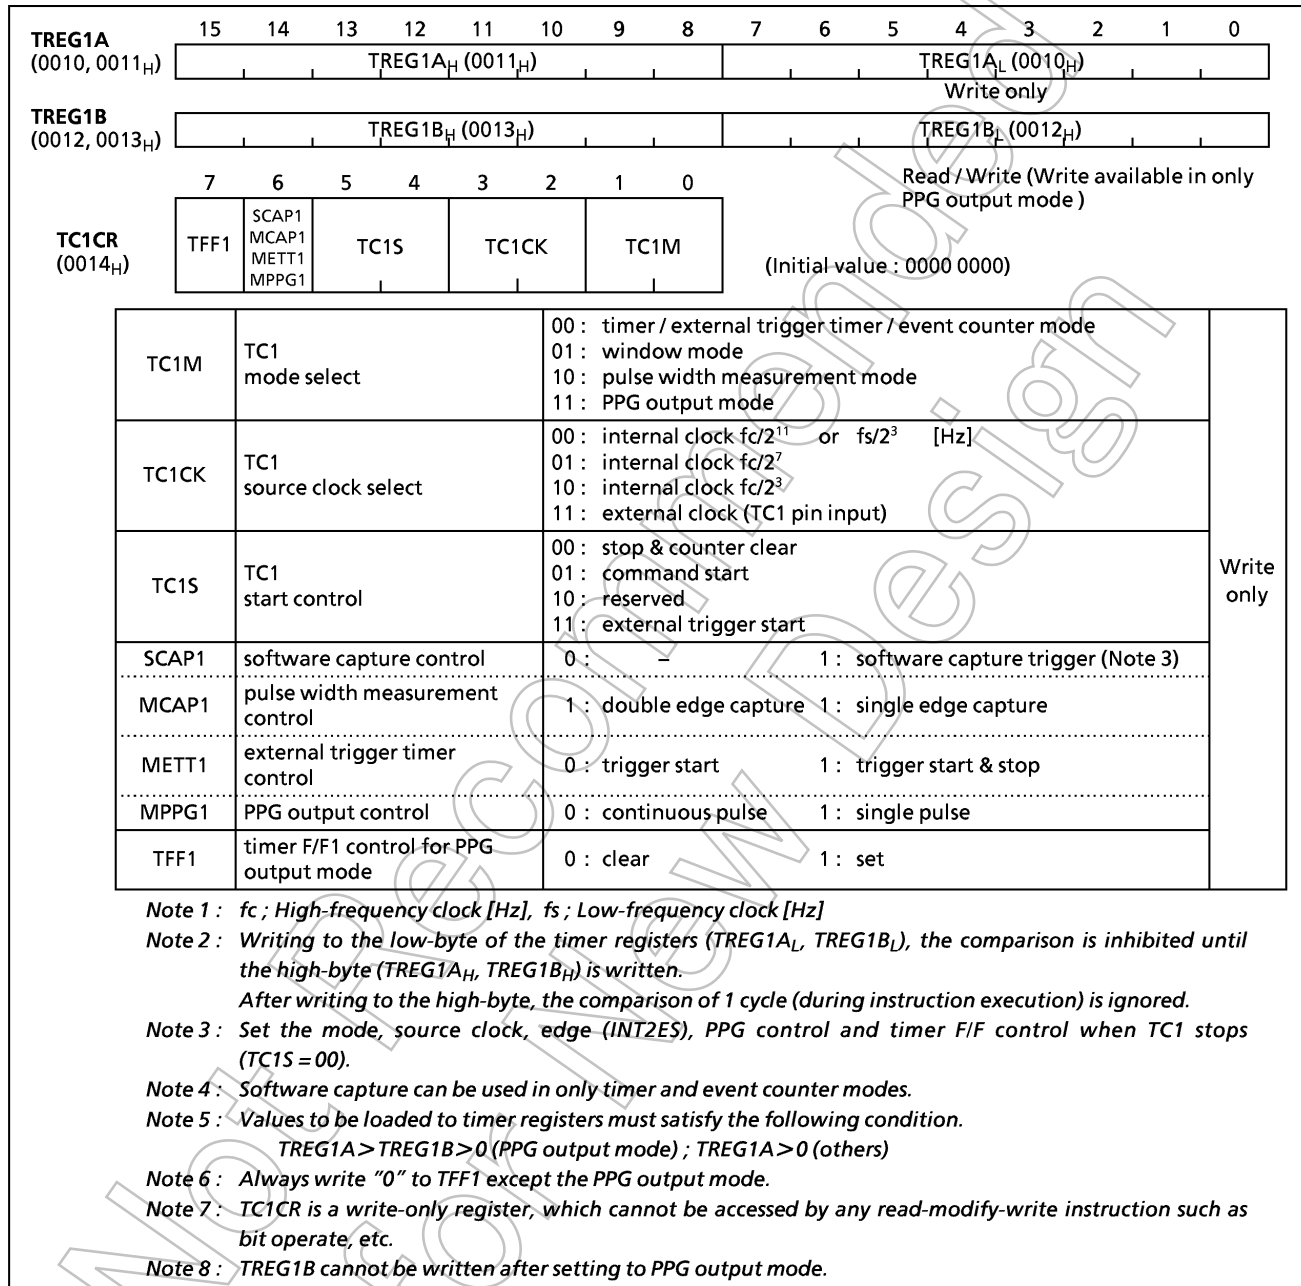 15 14 13 12 11 10 9 8 7 6 5 4 3 2 1 0
TREG1A
(0010, 0011H) TREG1AH (0011H) TREG1AL (0010H)
Write only
TREG1B
(0012, 0013H) TREG1BH (0013H) TREG1BL (0012H)
7 6 5 4 3 2 1 0
Read / Write (Write available in only
PPG output mode )
TC1CR
(0014H)
TFF1
SCAP1
MCAP1
METT1
MPPG1
TC1S TC1CK TC1M
(Initial value : 0000 0000)
TC1M
TC1
mode select
00 : timer / external trigger timer / event counter mode
01 : window mode
10 : pulse width measurement mode
11 : PPG output mode
TC1CK
TC1
source clock select
00 : internal clock fc/2¹¹ or fs/2³ [Hz]
01 : internal clock fc/2⁷
10 : internal clock fc/2³
11 : external clock (TC1 pin input)
TC1S
TC1
start control
00 : stop & counter clear
01 : command start
10 : reserved
11 : external trigger start
Write
only
SCAP1 software capture control 0 : – 1 : software capture trigger (Note 3)
MCAP1 pulse width measurement
control 1 : double edge capture 1 : single edge capture
METT1 external trigger timer
control 0 : trigger start 1 : trigger start & stop
MPPG1 PPG output control 0 : continuous pulse 1 : single pulse
TFF1 timer F/F1 control for PPG
output mode 0 : clear 1 : set
Note 1 : fc ; High-frequency clock [Hz], fs ; Low-frequency clock [Hz]
Note 2 : Writing to the low-byte of the timer registers (TREG1AL, TREG1BL), the comparison is inhibited until
the high-byte (TREG1AH, TREG1BH) is written.
After writing to the high-byte, the comparison of 1 cycle (during instruction execution) is ignored.
Note 3 : Set the mode, source clock, edge (INT2ES), PPG control and timer F/F control when TC1 stops
(TC1S = 00).
Note 4 : Software capture can be used in only timer and event counter modes.
Note 5 : Values to be loaded to timer registers must satisfy the following condition.
TREG1A > TREG1B > 0 (PPG output mode) ; TREG1A > 0 (others)
Note 6 : Always write "0" to TFF1 except the PPG output mode.
Note 7 : TC1CR is a write-only register, which cannot be accessed by any read-modify-write instruction such as
bit operate, etc.
Note 8 : TREG1B cannot be written after setting to PPG output mode.
Not Recommended
for New Design